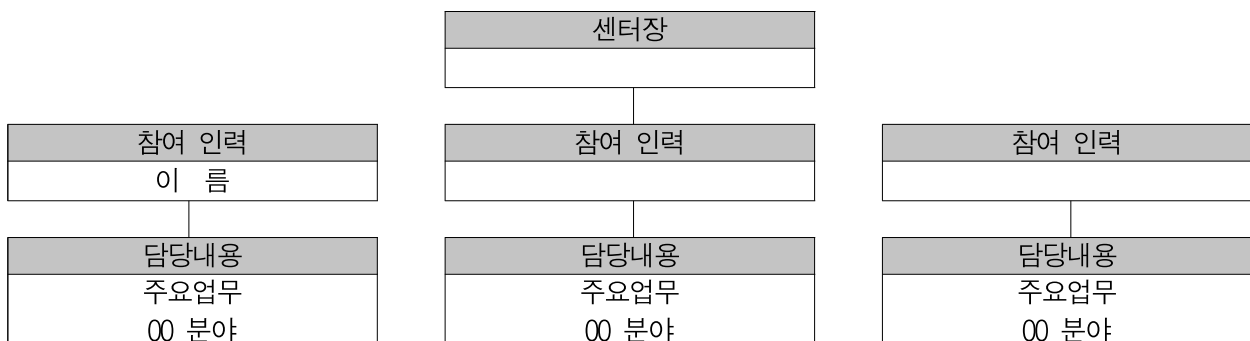 센터장
참여 인력
참여 인력
참여 인력
이 름
담당내용
담당내용
담당내용
주요업무
주요업무
주요업무
00 분야
00 분야
00 분야